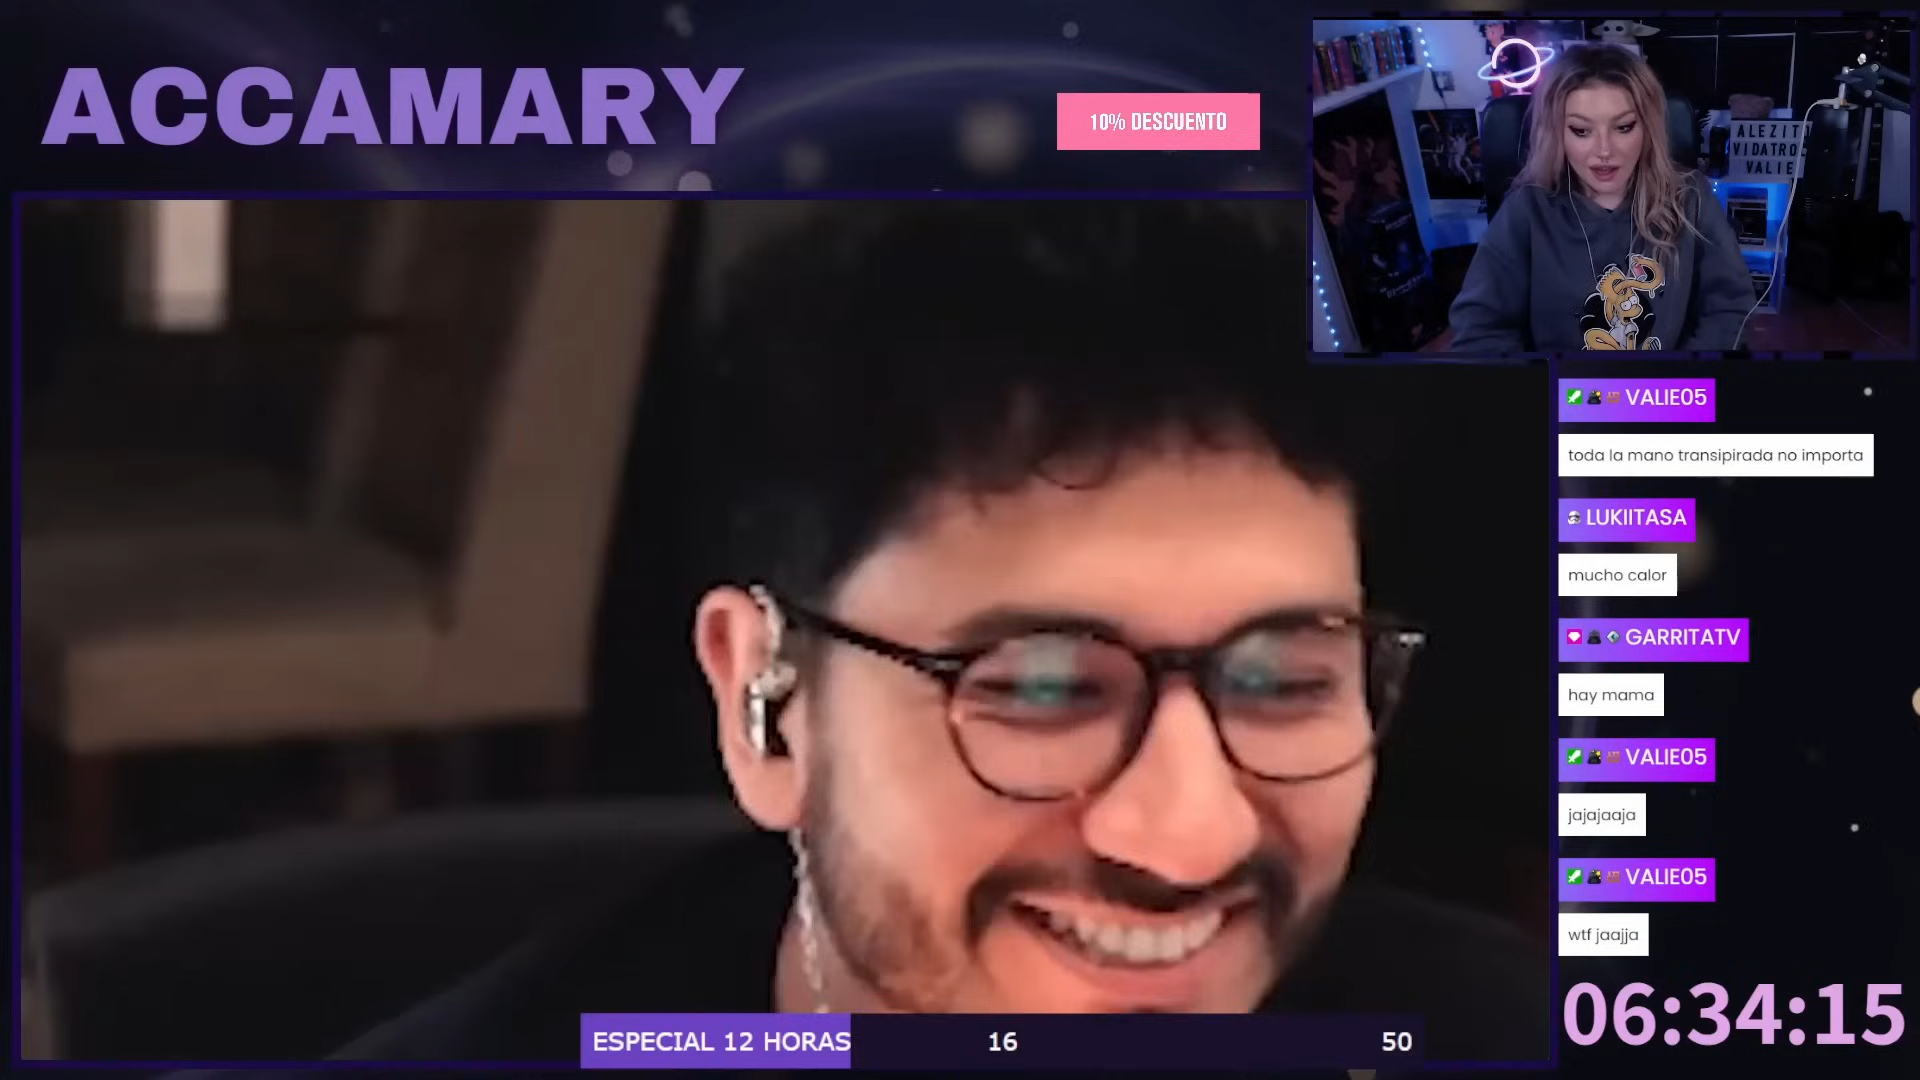 ACCAMARY
10% DESCUENTO
ALEZIT
VIDATRO
VALIE
VALIE05
toda la mano transipirada no importa
LUKIITASA
mucho calor
GARRITATV
hay mama
VALIE05
jajajaaja
VALIE05
wtf jaajja
ESPECIAL 12 HORAS 16 50
06:34:15